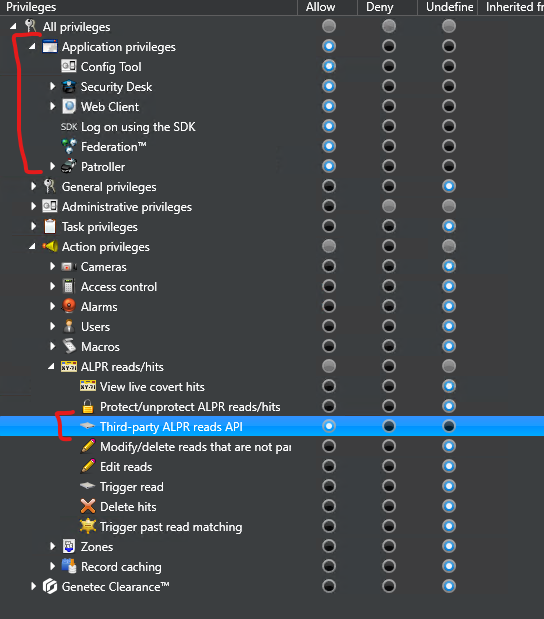 Privileges Allow Deny Undefine Inherited fr
All privileges
Application privileges
Config Tool
Security Desk
Web Client
SDK Log on using the SDK
Federation™
Patroller
General privileges
Administrative privileges
Task privileges
Action privileges
Cameras
Access control
Alarms
Users
Macros
ALPR reads/hits
View live covert hits
Protect/unprotect ALPR reads/hits
Third-party ALPR reads API
Modify/delete reads that are not par
Edit reads
Trigger read
Delete hits
Trigger past read matching
Zones
Record caching
Genetec Clearance™